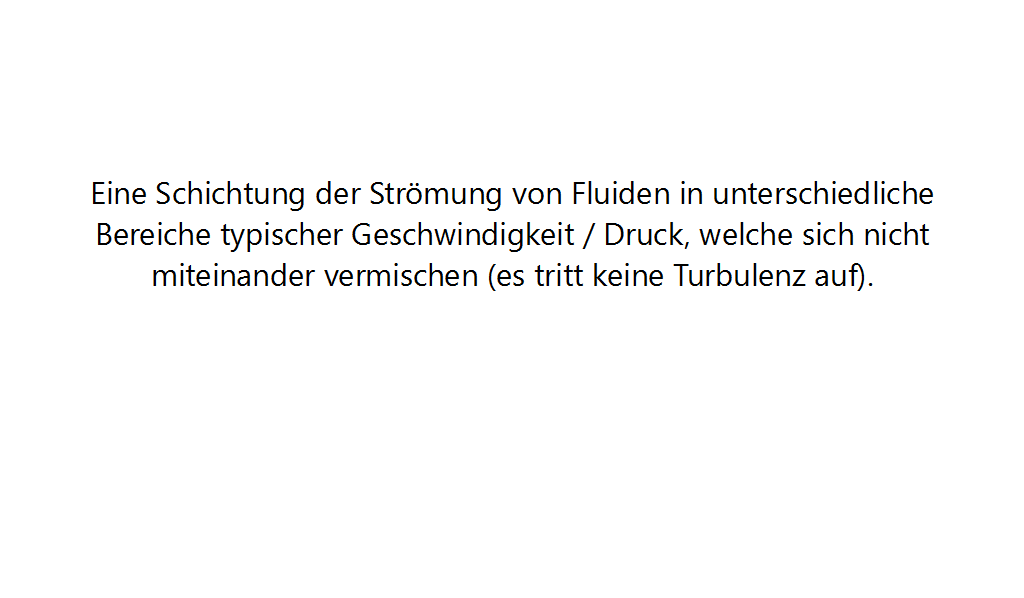 Eine Schichtung der Strömung von Fluiden in unterschiedliche
Bereiche typischer Geschwindigkeit / Druck, welche sich nicht
miteinander vermischen (es tritt keine Turbulenz auf).